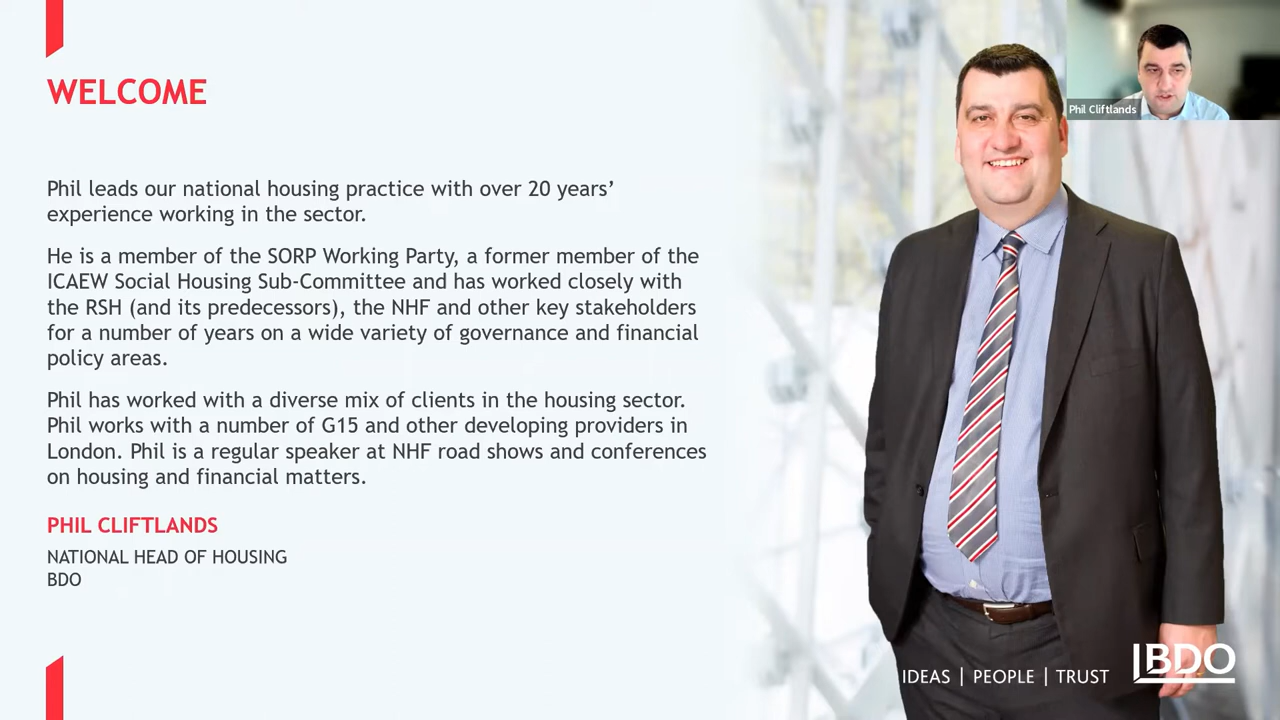 WELCOME
Phil Cliftlands
Phil leads our national housing practice with over 20 years’
experience working in the sector.
He is a member of the SORP Working Party, a former member of the
ICAEW Social Housing Sub-Committee and has worked closely with
the RSH (and its predecessors), the NHF and other key stakeholders
for a number of years on a wide variety of governance and financial
policy areas.
Phil has worked with a diverse mix of clients in the housing sector.
Phil works with a number of G15 and other developing providers in
London. Phil is a regular speaker at NHF road shows and conferences
on housing and financial matters.
PHIL CLIFTLANDS
NATIONAL HEAD OF HOUSING
BDO
IDEAS | PEOPLE | TRUST
BDO